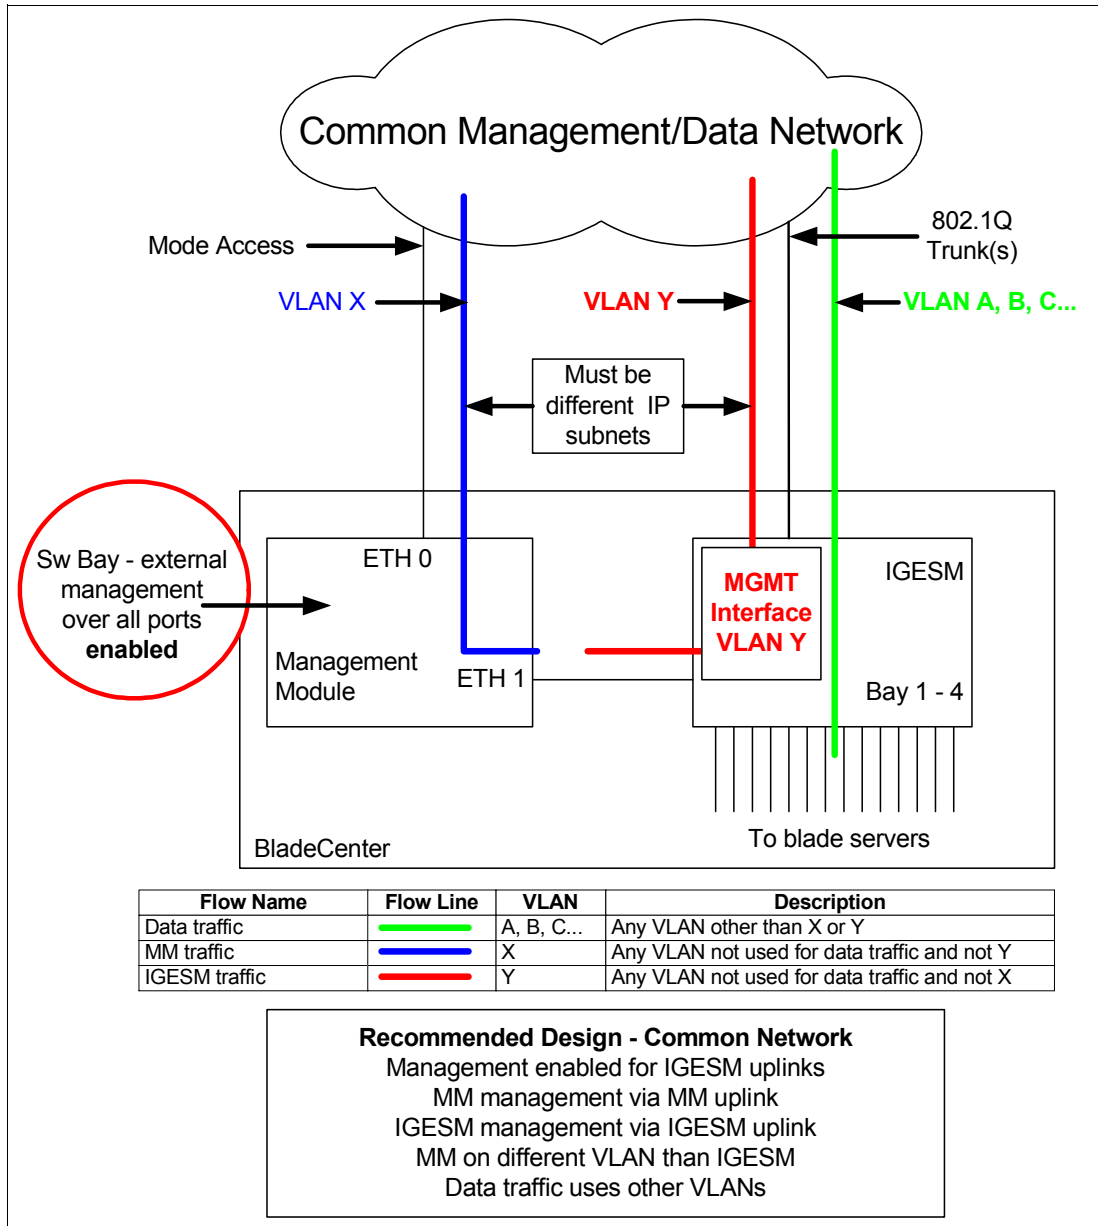 Common Management/Data Network
Mode Access
802.1Q
Trunk(s)
VLAN X
VLAN Y
VLAN A, B, C...
Must be
different IP
subnets
Sw Bay - external
management
over all ports
enabled
ETH 0
Management
Module
ETH 1
MGMT
Interface
VLAN Y
IGESM
Bay 1 - 4
To blade servers
BladeCenter
Flow Name Flow Line VLAN Description
Data traffic A, B, C... Any VLAN other than X or Y
MM traffic X Any VLAN not used for data traffic and not Y
IGESM traffic Y Any VLAN not used for data traffic and not X
Recommended Design - Common Network
Management enabled for IGESM uplinks
MM management via MM uplink
IGESM management via IGESM uplink
MM on different VLAN than IGESM
Data traffic uses other VLANs